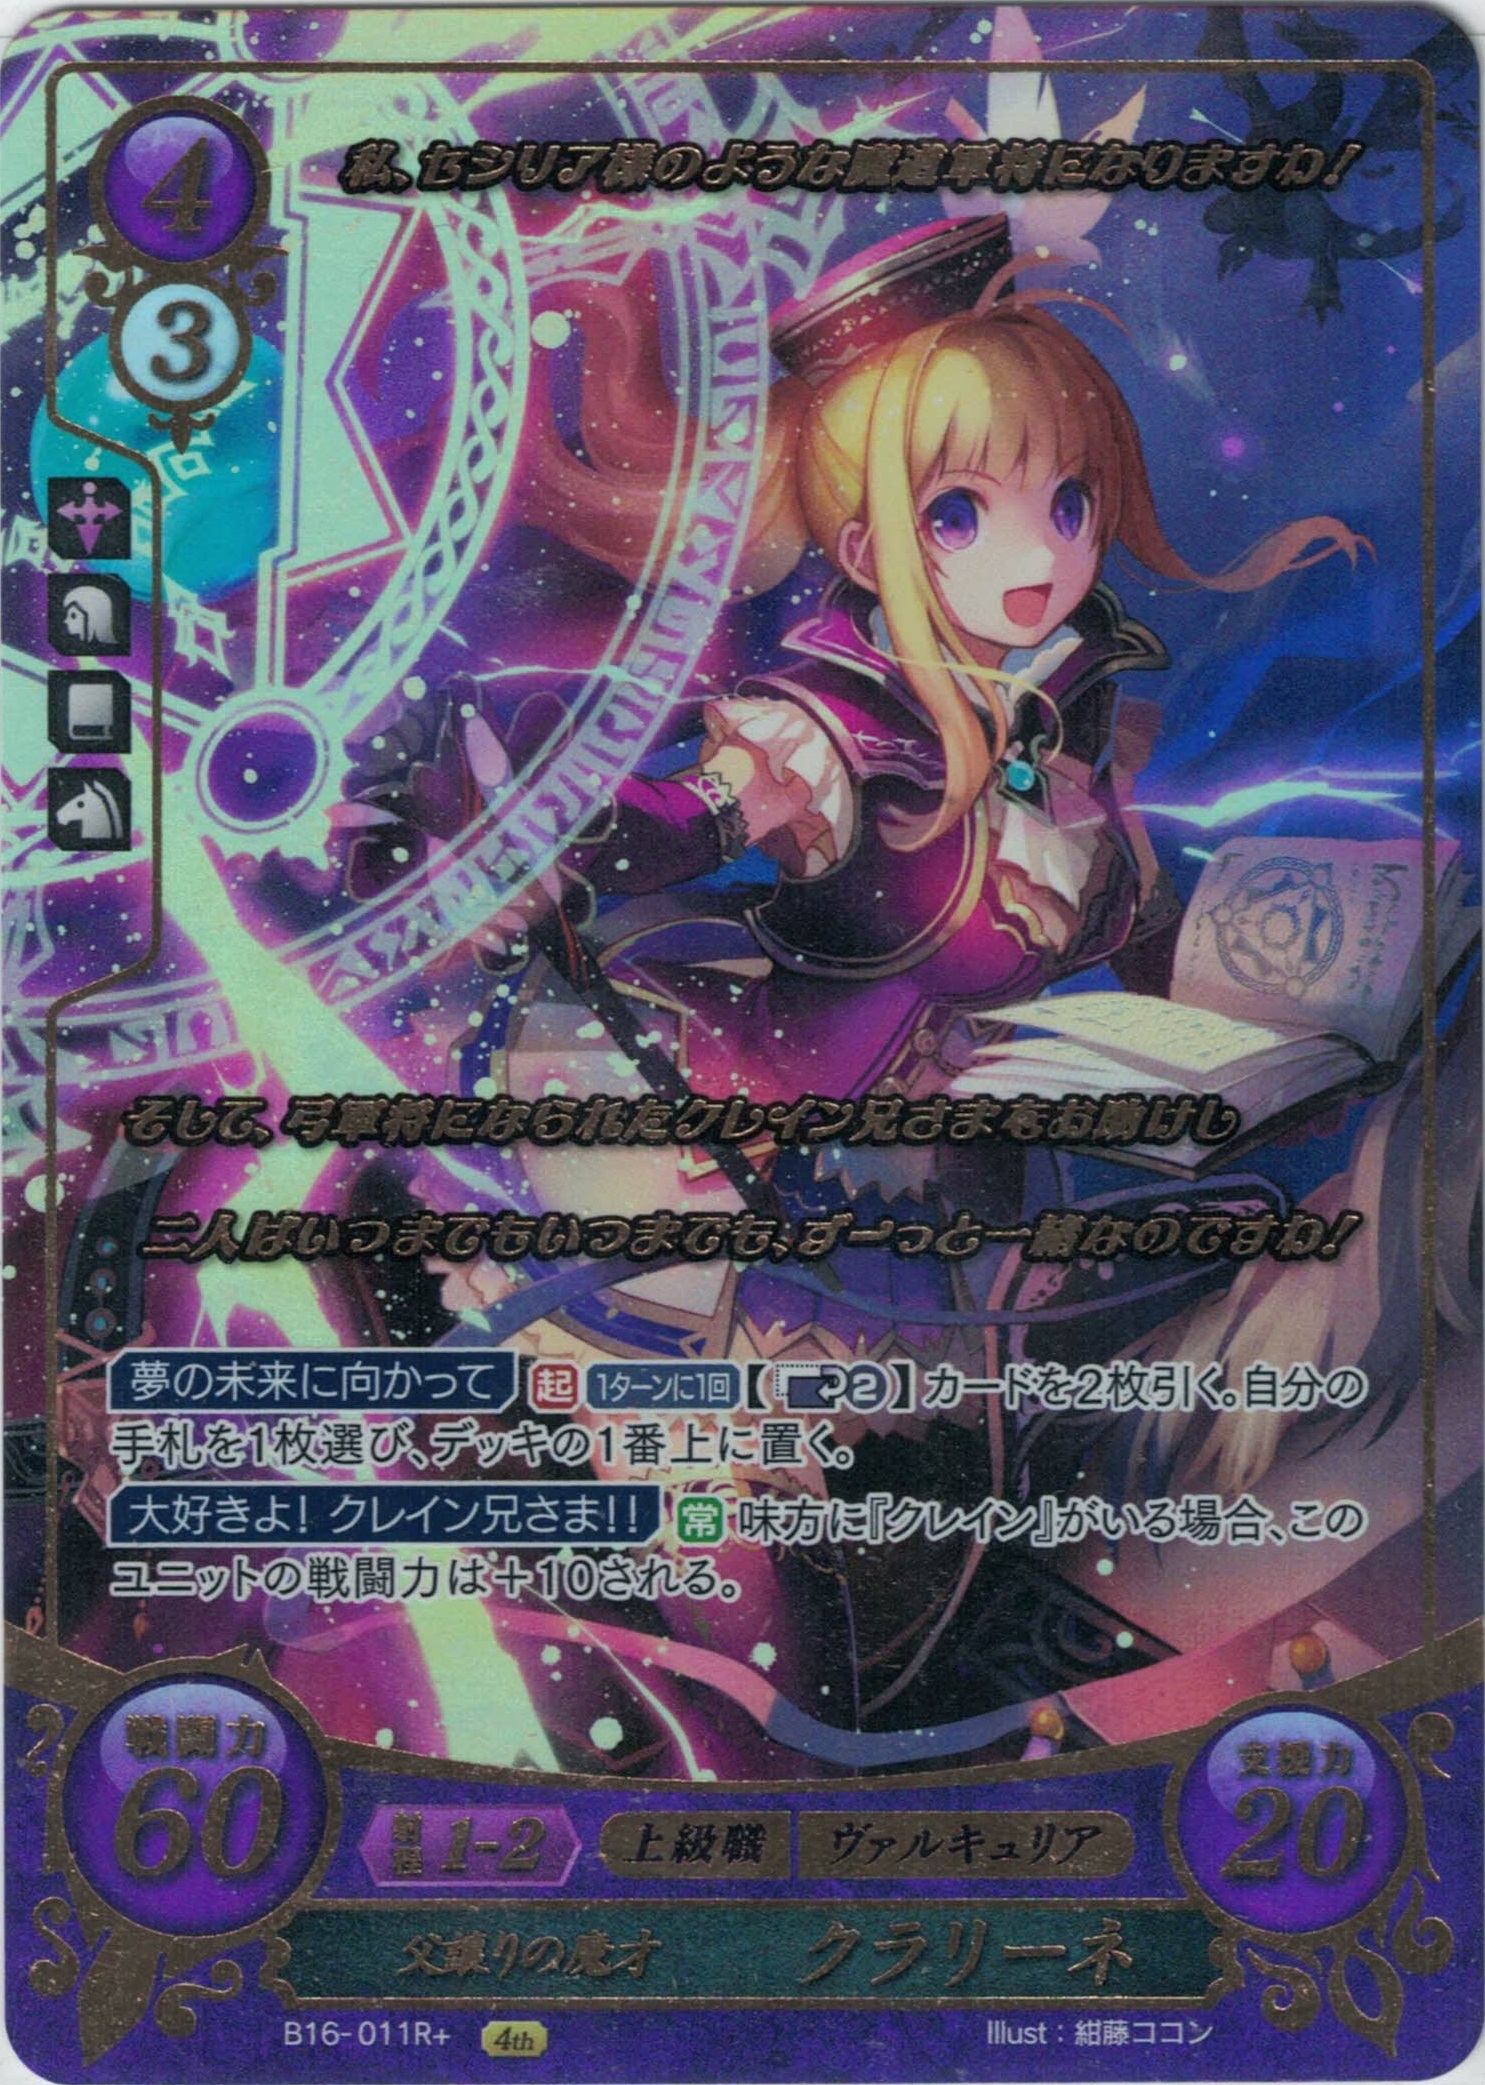 4
私、セシリア様のような魔道軍将になりますわ!
3
そして、弓軍将になられたクレイン兄さまをお助けし
二人はいつまでもいつまでも、ずーっと一緒なのですわ!
夢の未来に向かって 起 1ターンに1回【 2】カードを2枚引く。自分の
手札を1枚選び、デッキの1番上に置く。
大好きよ! クレイン兄さま!! 常 味方に『クレイン』がいる場合、この
ユニットの戦闘力は+10される。
戦闘力
60
射程 1-2 上級職 ヴァルキュリア
支援力
20
父譲りの魔才 クラリーネ
B16-011R+ 4th Illust:紺藤ココン